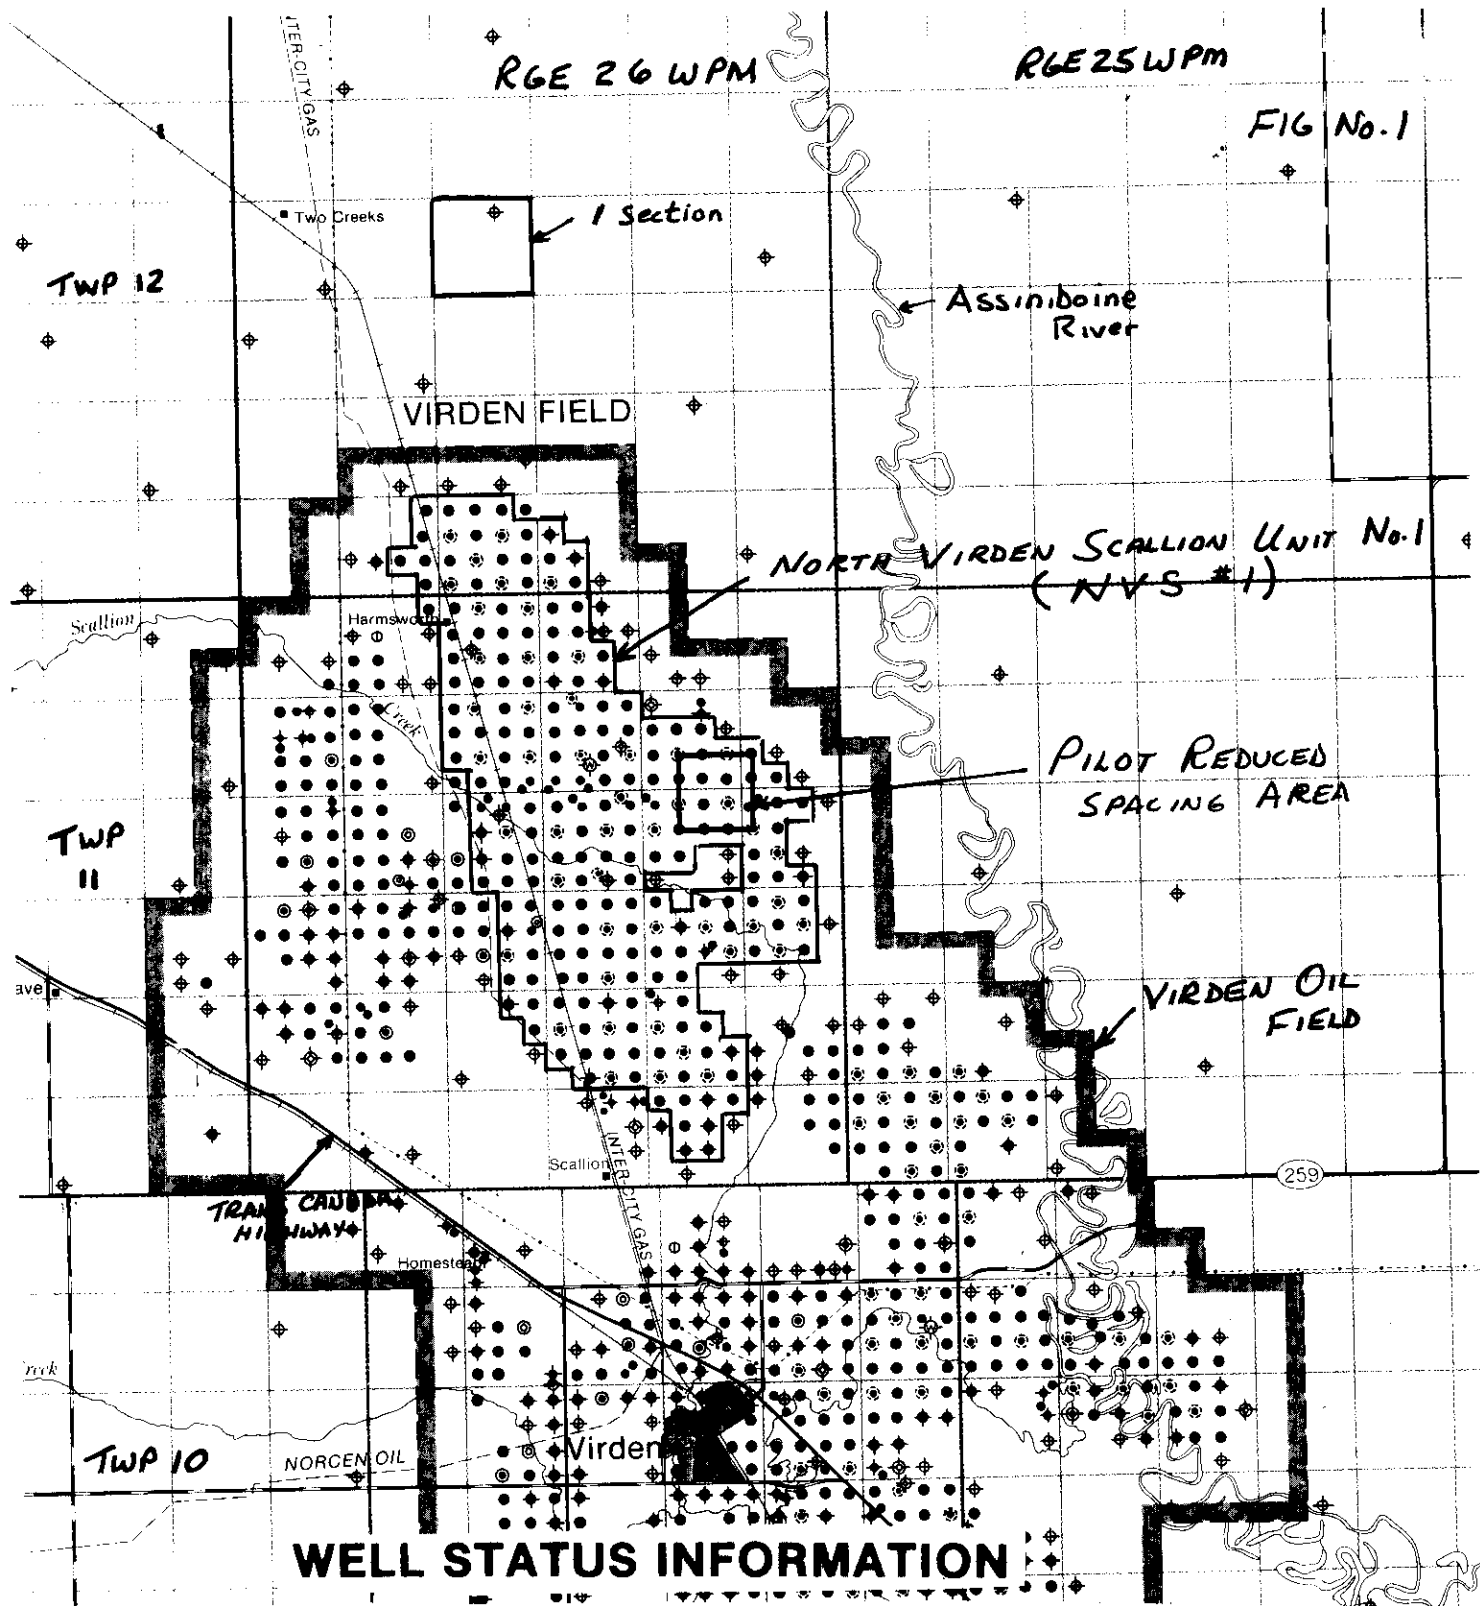 INTER-CITY GAS
RGE 26 WPM
RGE 25 WPM
FIG No. 1
Two Creeks
1 Section
TWP 12
Assiniboine
River
VIRDEN FIELD
NORTH VIRDEN SCALLION UNIT No. 1
( NVS #1)
Scallion
Harmsworth
Creek
PILOT REDUCED
SPACING AREA
TWP
11
VIRDEN OIL
FIELD
ave
Scallion
INTER-CITY GAS
259
TRANS CANADA
HIGHWAY
Homestead
reek
TWP 10
NORCEN OIL
Virden
WELL STATUS INFORMATION